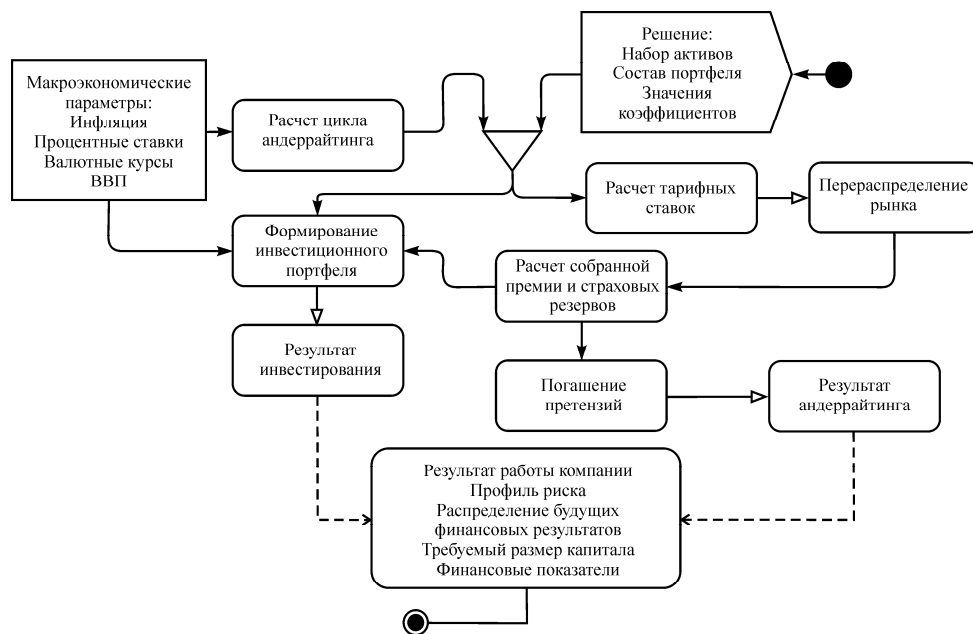 Решение:
Набор активов
Состав портфеля
Значения
коэффициентов
Макроэкономические
параметры:
Инфляция
Процентные ставки
Валютные курсы
ВВП
Расчет цикла
андеррайтинга
Расчет тарифных
ставок
Перераспределение
рынка
Формирование
инвестиционного
портфеля
Расчет собранной
премии и страховых
резервов
Результат
инвестирования
Погашение
претензий
Результат
андеррайтинга
Результат работы компании
Профиль риска
Распределение будущих
финансовых результатов
Требуемый размер капитала
Финансовые показатели